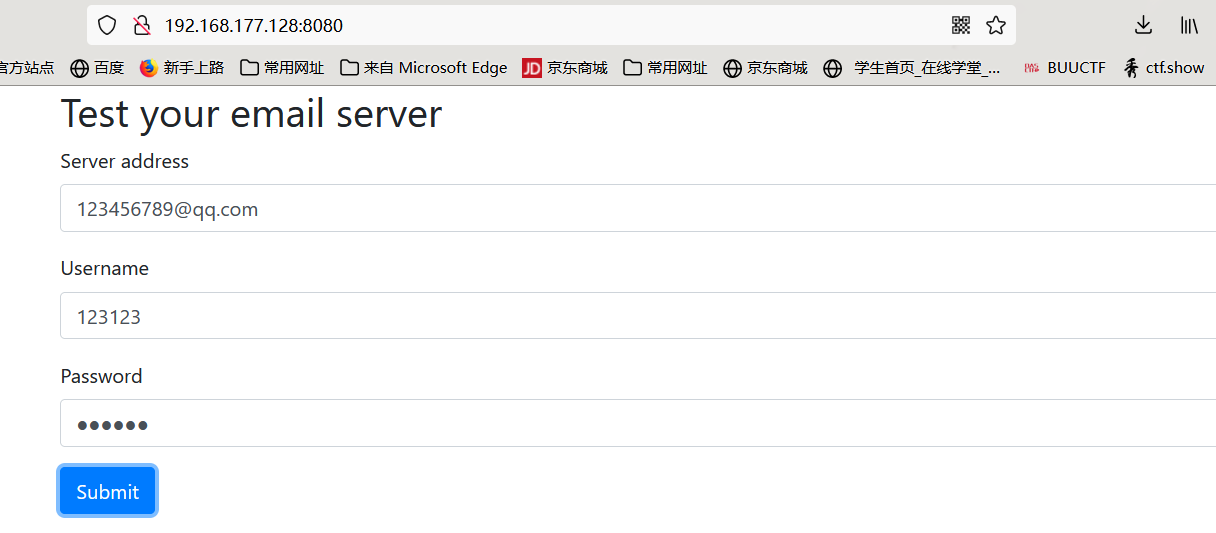 192.168.177.128:8080
官方站点 百度 新手上路 常用网址 来自 Microsoft Edge JD 京东商城 常用网址 京东商城 学生首页_在线学堂_... BUUCTF ctf.show
Test your email server
Server address
123456789@qq.com
Username
123123
Password
●●●●●●
Submit